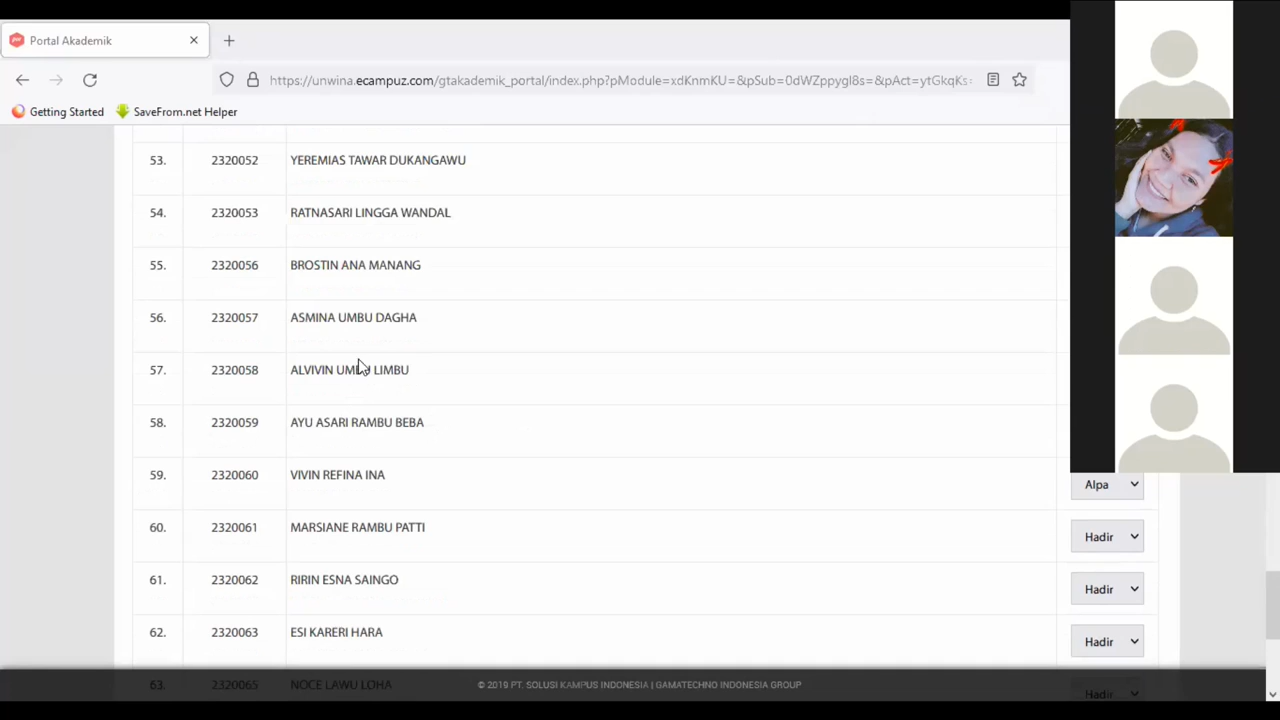 Portal Akademik
https://unwina.ecampuz.com/gtakademik_portal/index.php?pModule=xdKnmKU=&pSub=0dWZppygl8s=&pAct=ytGkqKs=
Getting Started SaveFrom.net Helper
53. 2320052 YEREMIAS TAWAR DUKANGAWU
54. 2320053 RATNASARI LINGGA WANDAL
55. 2320056 BROSTIN ANA MANANG
56. 2320057 ASMINA UMBU DAGHA
57. 2320058 ALVIVIN UMBU LIMBU
58. 2320059 AYU ASARI RAMBU BEBA
59. 2320060 VIVIN REFINA INA Alpa
60. 2320061 MARSIANE RAMBU PATTI Hadir
61. 2320062 RIRIN ESNA SAINGO Hadir
62. 2320063 ESI KARERI HARA Hadir
63. 2320065 NOCE LAWU LOHA Hadir
© 2019 PT. SOLUSI KAMPUS INDONESIA | GAMATECHNO INDONESIA GROUP